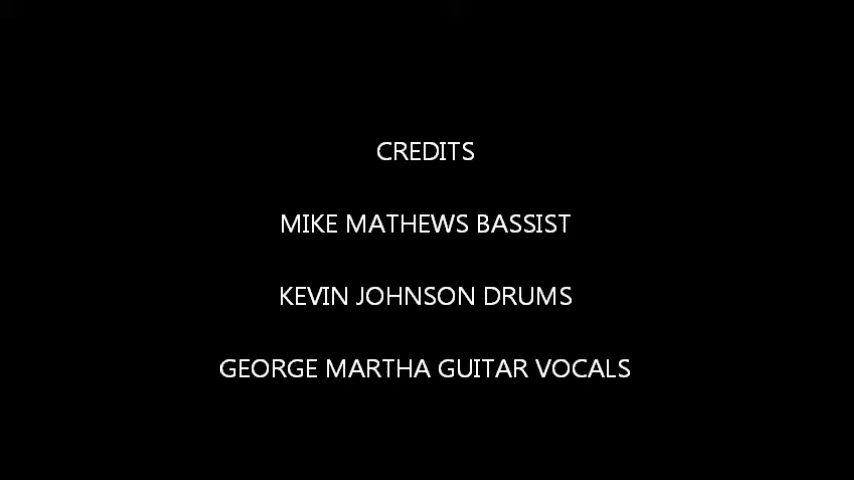 CREDITS
MIKE MATHEWS BASSIST
KEVIN JOHNSON DRUMS
GEORGE MARTHA GUITAR VOCALS